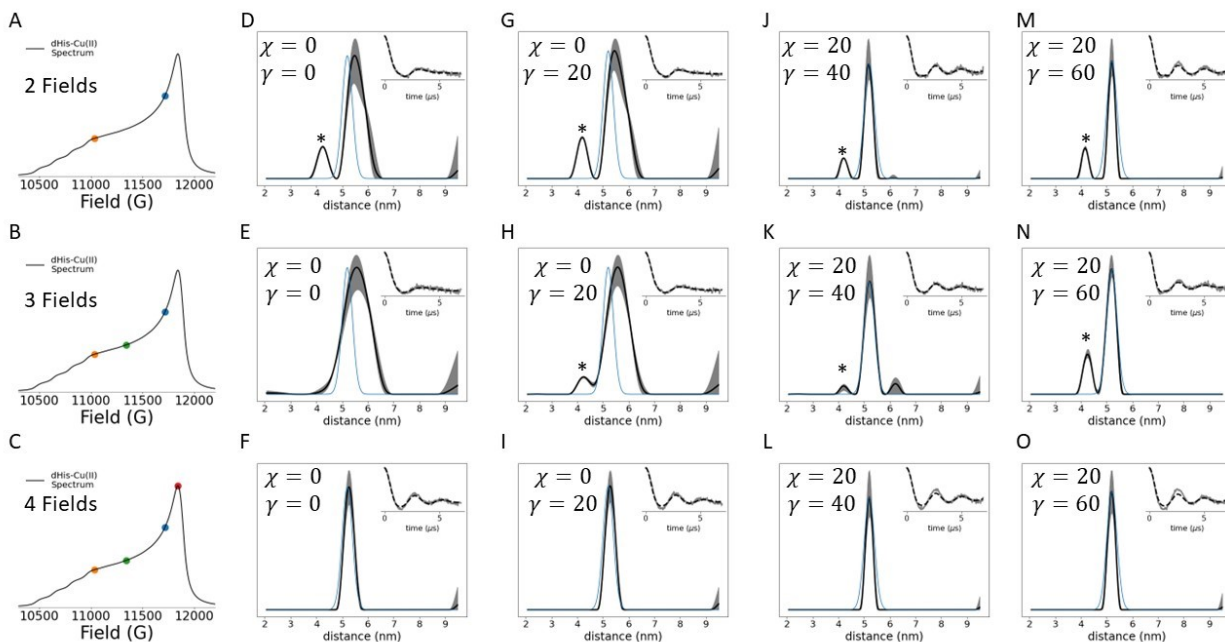 A
dHis-Cu(II)
Spectrum
2 Fields
10500 11000 11500 12000
Field (G)
D
χ = 0
γ = 0
*
0 5
time (μs)
2 3 4 5 6 7 8 9
distance (nm)
G
χ = 0
γ = 20
*
0 5
time (μs)
2 3 4 5 6 7 8 9
distance (nm)
J
χ = 20
γ = 40
*
0 5
time (μs)
2 3 4 5 6 7 8 9
distance (nm)
M
χ = 20
γ = 60
*
0 5
time (μs)
2 3 4 5 6 7 8 9
distance (nm)
B
dHis-Cu(II)
Spectrum
3 Fields
10500 11000 11500 12000
Field (G)
E
χ = 0
γ = 0
0 5
time (μs)
2 3 4 5 6 7 8 9
distance (nm)
H
χ = 0
γ = 20
*
0 5
time (μs)
2 3 4 5 6 7 8 9
distance (nm)
K
χ = 20
γ = 40
*
0 5
time (μs)
2 3 4 5 6 7 8 9
distance (nm)
N
χ = 20
γ = 60
*
0 5
time (μs)
2 3 4 5 6 7 8 9
distance (nm)
C
dHis-Cu(II)
Spectrum
4 Fields
10500 11000 11500 12000
Field (G)
F
χ = 0
γ = 0
0 5
time (μs)
2 3 4 5 6 7 8 9
distance (nm)
I
χ = 0
γ = 20
0 5
time (μs)
2 3 4 5 6 7 8 9
distance (nm)
L
χ = 20
γ = 40
0 5
time (μs)
2 3 4 5 6 7 8 9
distance (nm)
O
χ = 20
γ = 60
0 5
time (μs)
2 3 4 5 6 7 8 9
distance (nm)